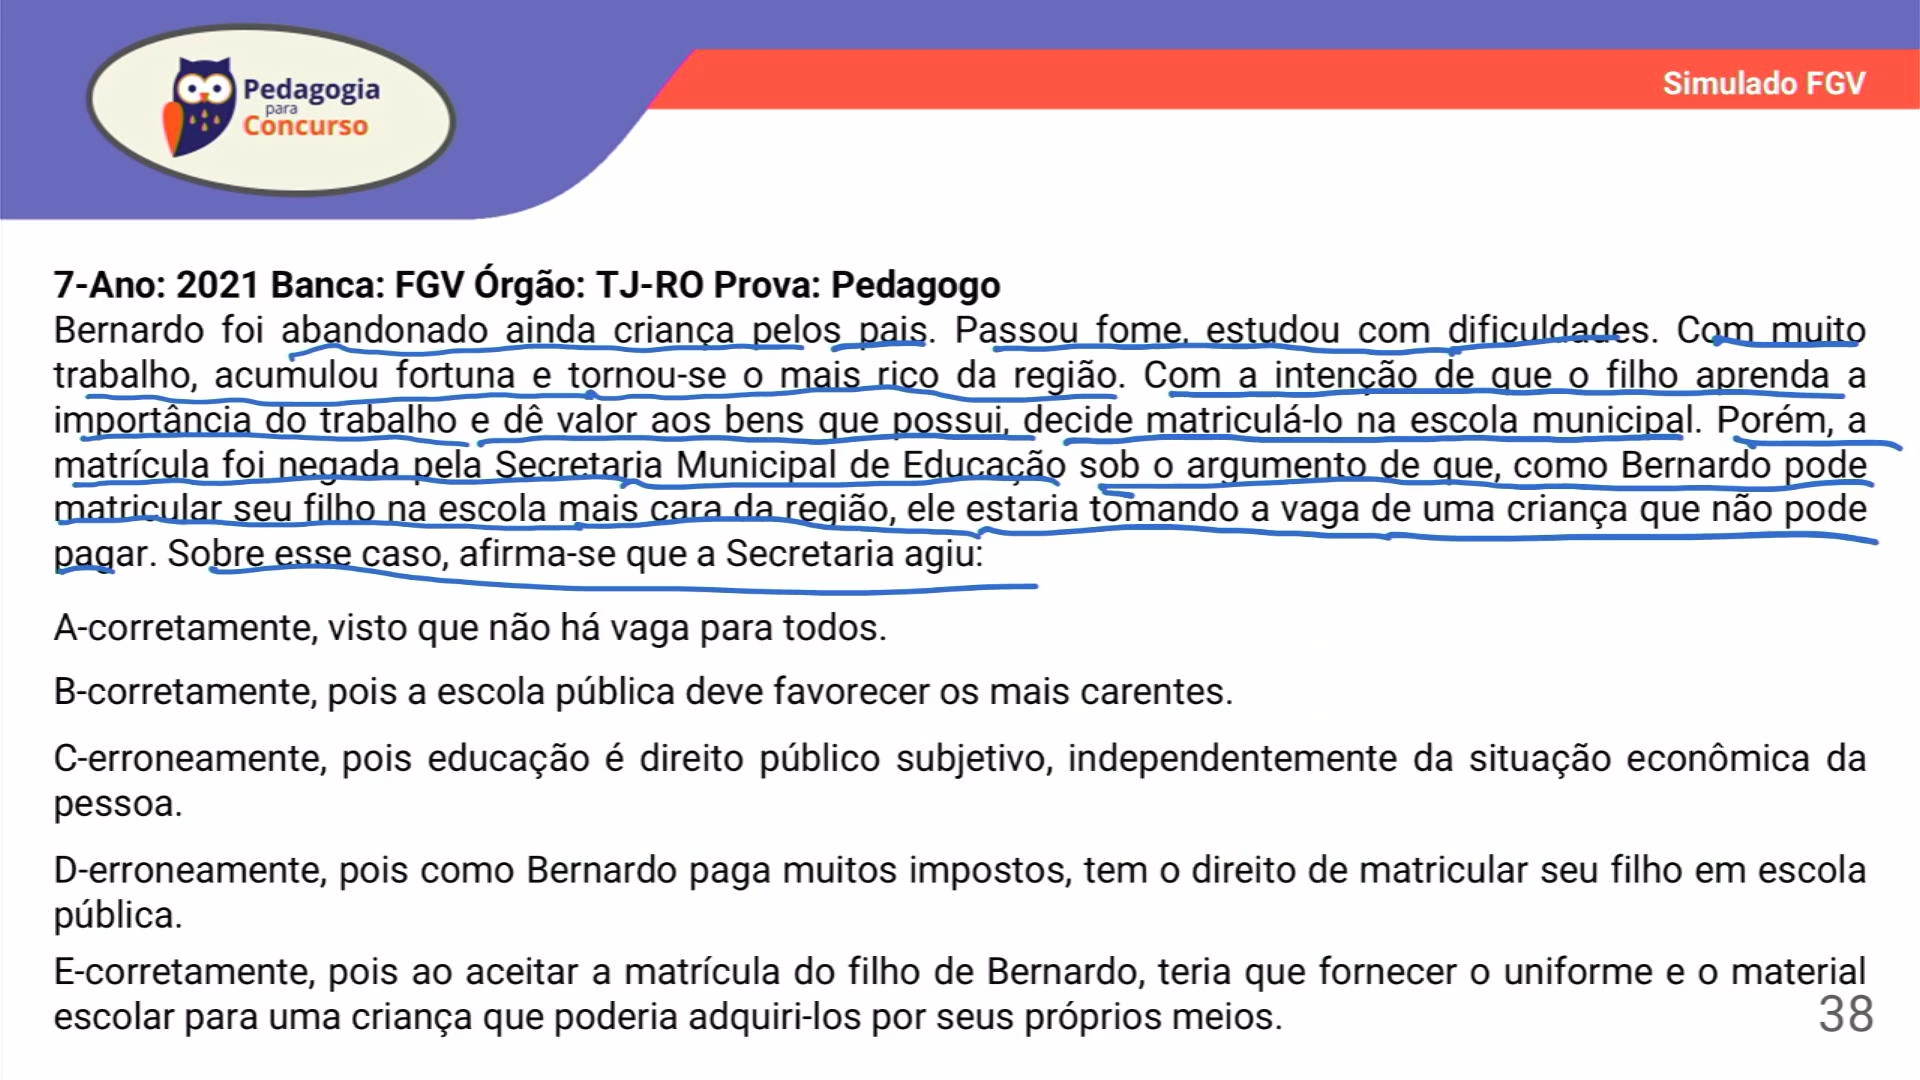 Pedagogia
para
Concurso
Simulado FGV
7-Ano: 2021 Banca: FGV Órgão: TJ-RO Prova: Pedagogo
Bernardo foi abandonado ainda criança pelos pais. Passou fome, estudou com dificuldades. Com muito
trabalho, acumulou fortuna e tornou-se o mais rico da região. Com a intenção de que o filho aprenda a
importância do trabalho e dê valor aos bens que possui, decide matriculá-lo na escola municipal. Porém, a
matrícula foi negada pela Secretaria Municipal de Educação sob o argumento de que, como Bernardo pode
matricular seu filho na escola mais cara da região, ele estaria tomando a vaga de uma criança que não pode
pagar. Sobre esse caso, afirma-se que a Secretaria agiu:
A-corretamente, visto que não há vaga para todos.
B-corretamente, pois a escola pública deve favorecer os mais carentes.
C-erroneamente, pois educação é direito público subjetivo, independentemente da situação econômica da
pessoa.
D-erroneamente, pois como Bernardo paga muitos impostos, tem o direito de matricular seu filho em escola
pública.
E-corretamente, pois ao aceitar a matrícula do filho de Bernardo, teria que fornecer o uniforme e o material
escolar para uma criança que poderia adquiri-los por seus próprios meios.
38